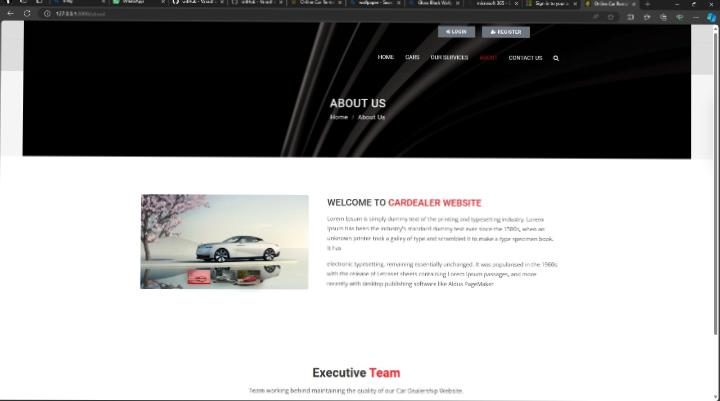 WhatsApp
127.0.0.1
LOGIN
REGISTER
HOME CARS OUR SERVICES ABOUT CONTACT US
ABOUT US
Home / About Us
WELCOME TO CARDEALER WEBSITE
Lorem Ipsum is simply dummy text of the printing and typesetting industry. Lorem
Ipsum has been the industry's standard dummy text ever since the 1500s, when an
unknown printer took a galley of type and scrambled it to make a type specimen book.
It has
electronic typesetting, remaining essentially unchanged. It was popularised in the 1960s
with the release of Letraset sheets containing Lorem Ipsum passages, and more
recently with desktop publishing software like Aldus PageMaker
Executive Team
Team working behind maintaining the quality of our Car Dealership Website.